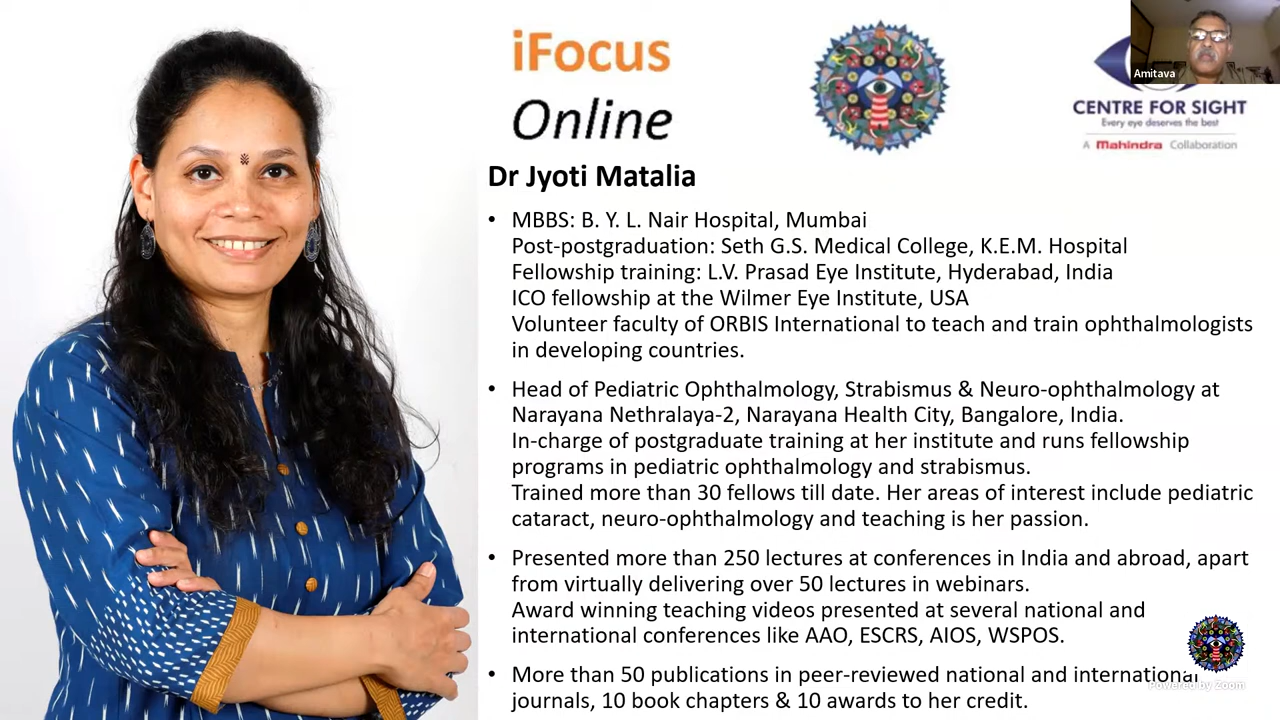 iFocus
Online
Amitava
CENTRE FOR SIGHT
Every eye deserves the best
A Mahindra Collaboration
Dr Jyoti Matalia
• MBBS: B. Y. L. Nair Hospital, Mumbai
Post-postgraduation: Seth G.S. Medical College, K.E.M. Hospital
Fellowship training: L.V. Prasad Eye Institute, Hyderabad, India
ICO fellowship at the Wilmer Eye Institute, USA
Volunteer faculty of ORBIS International to teach and train ophthalmologists
in developing countries.
• Head of Pediatric Ophthalmology, Strabismus & Neuro-ophthalmology at
Narayana Nethralaya-2, Narayana Health City, Bangalore, India.
In-charge of postgraduate training at her institute and runs fellowship
programs in pediatric ophthalmology and strabismus.
Trained more than 30 fellows till date. Her areas of interest include pediatric
cataract, neuro-ophthalmology and teaching is her passion.
• Presented more than 250 lectures at conferences in India and abroad, apart
from virtually delivering over 50 lectures in webinars.
Award winning teaching videos presented at several national and
international conferences like AAO, ESCRS, AIOS, WSPOS.
• More than 50 publications in peer-reviewed national and international
journals, 10 book chapters & 10 awards to her credit.
Powered by Zoom